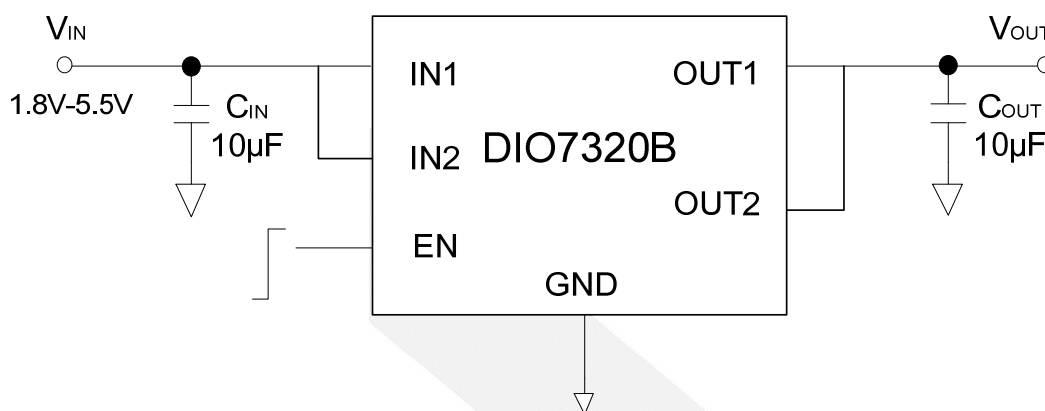 VIN
VOUT
1.8V-5.5V
CIN
10µF
IN1
IN2
EN
DIO7320B
GND
OUT1
OUT2
COUT
10µF